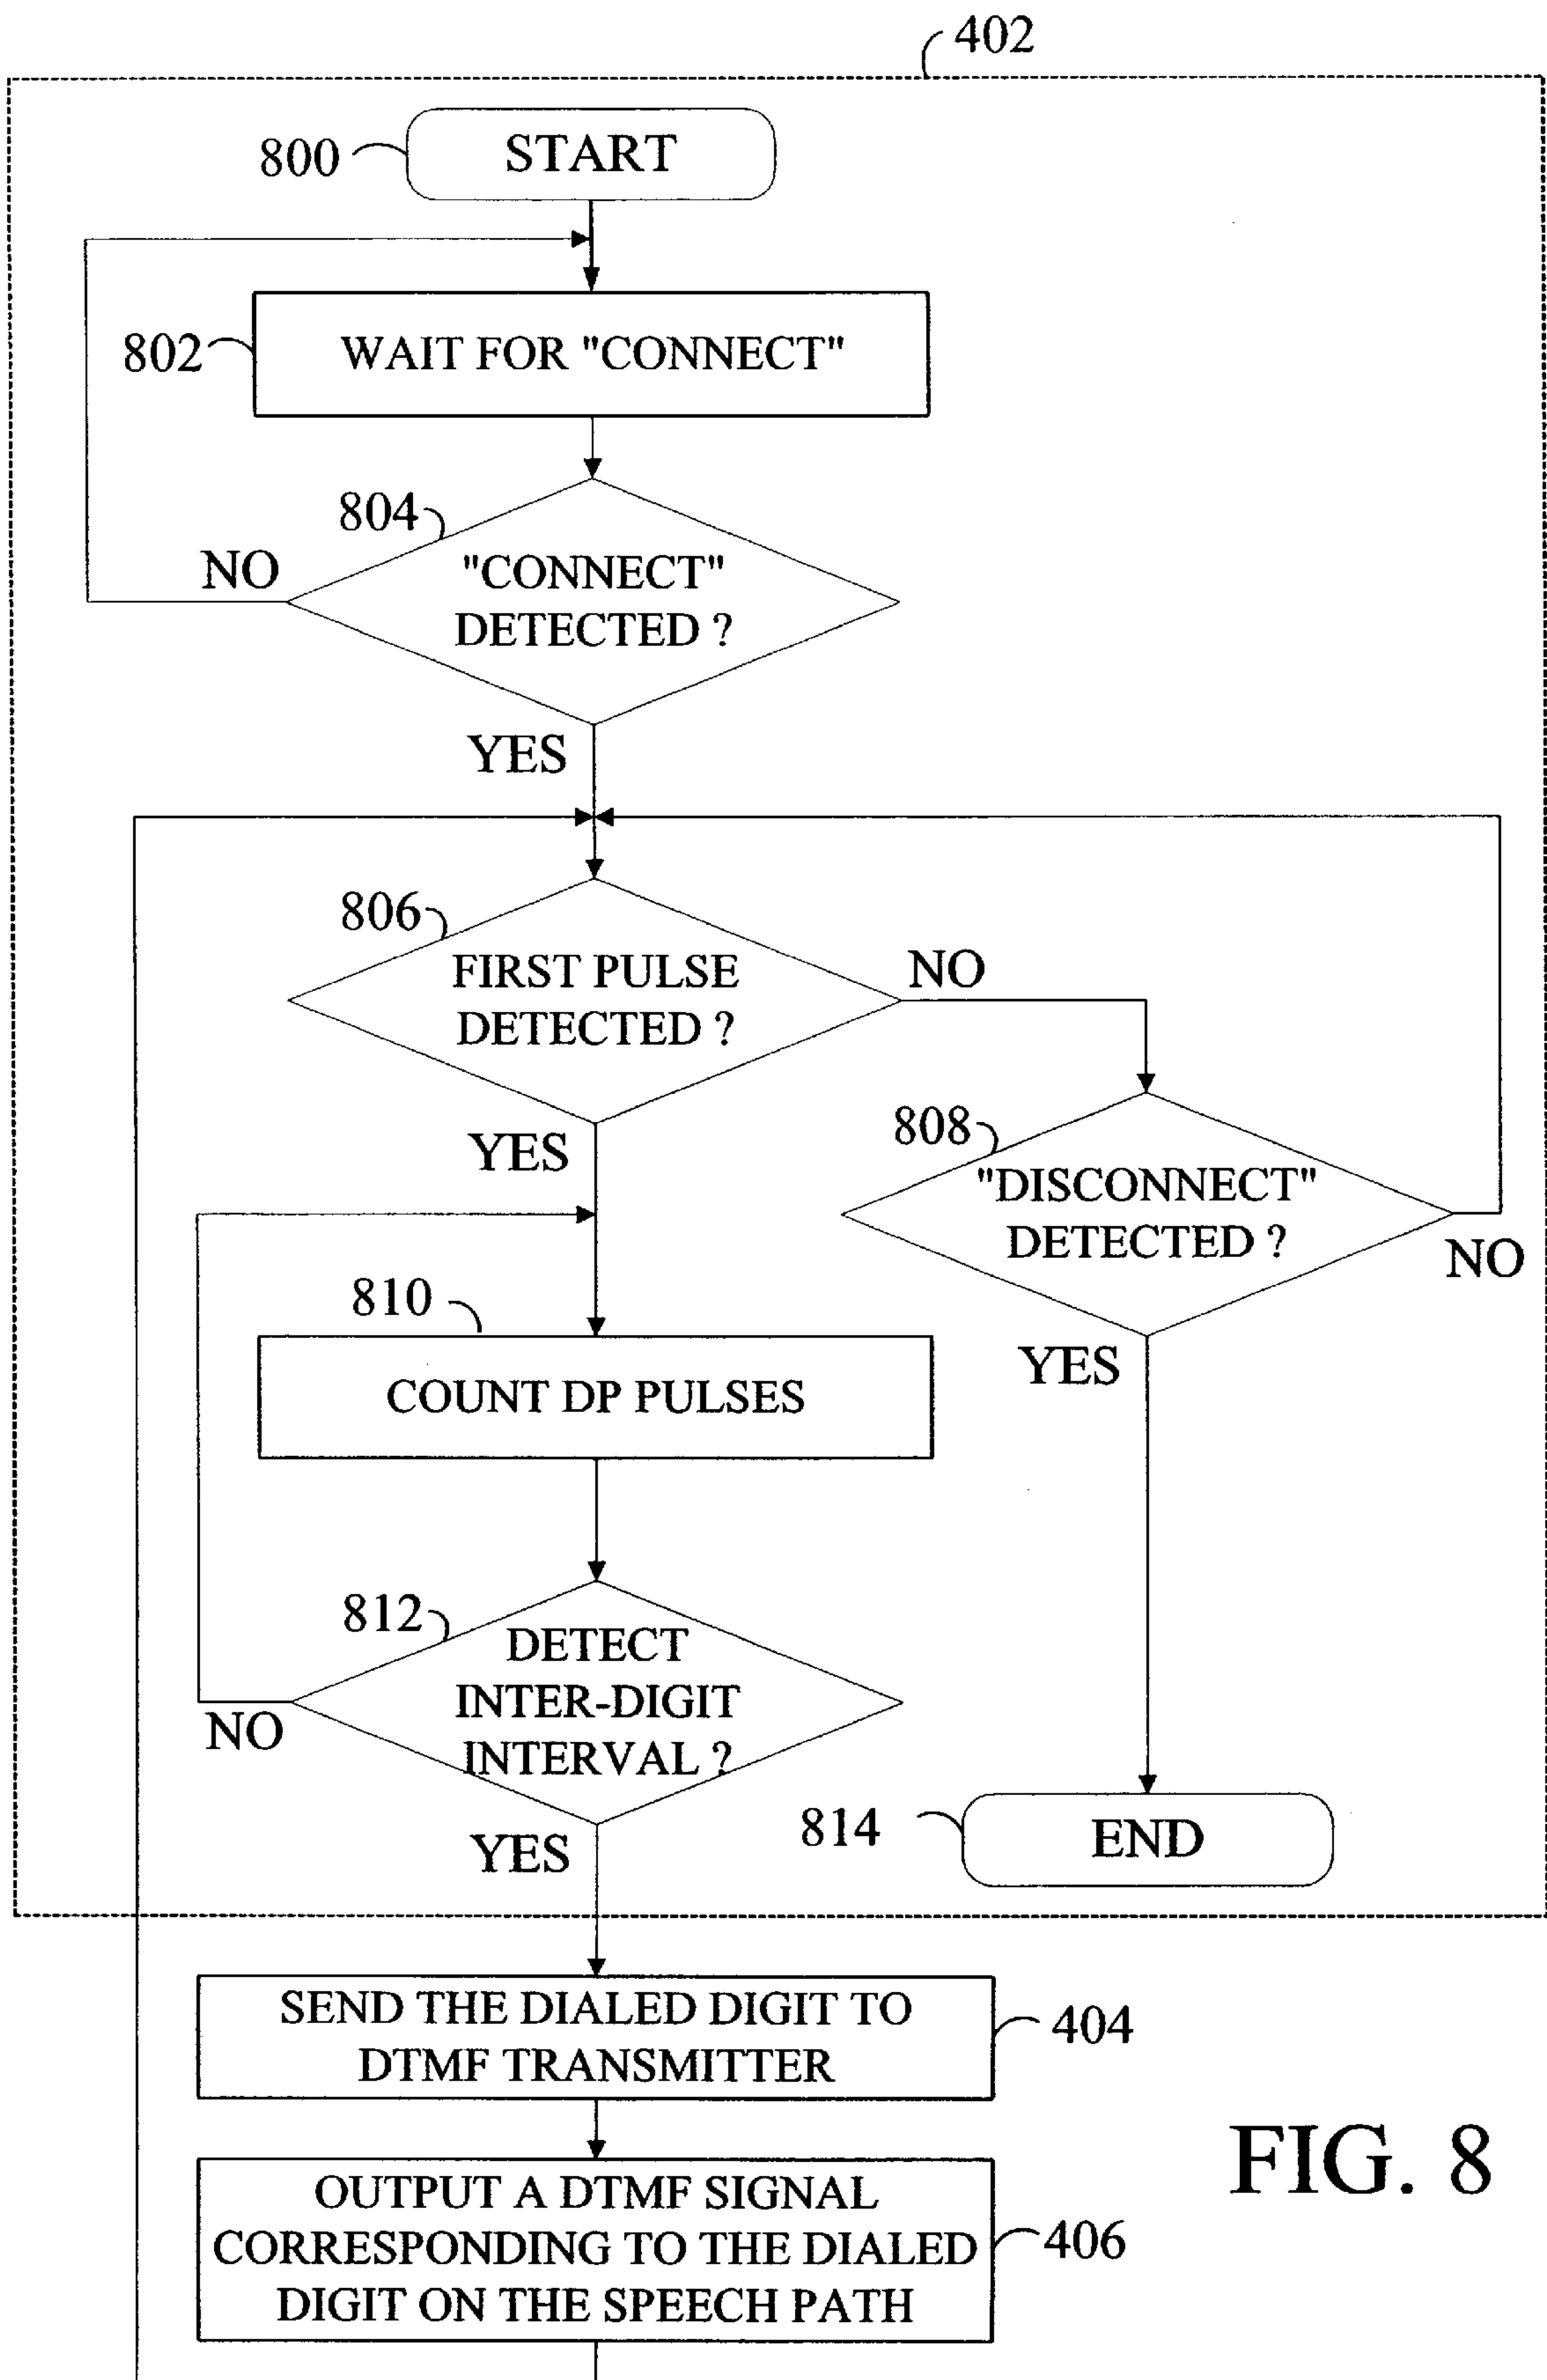 402
800
START
802
WAIT FOR "CONNECT"
804
NO
"CONNECT"
DETECTED ?
YES
806
FIRST PULSE
DETECTED ?
NO
YES
808
"DISCONNECT"
DETECTED ?
NO
YES
810
COUNT DP PULSES
812
DETECT
INTER-DIGIT
INTERVAL ?
NO
YES
814
END
SEND THE DIALED DIGIT TO
DTMF TRANSMITTER
404
OUTPUT A DTMF SIGNAL
CORRESPONDING TO THE DIALED
DIGIT ON THE SPEECH PATH
406
FIG. 8